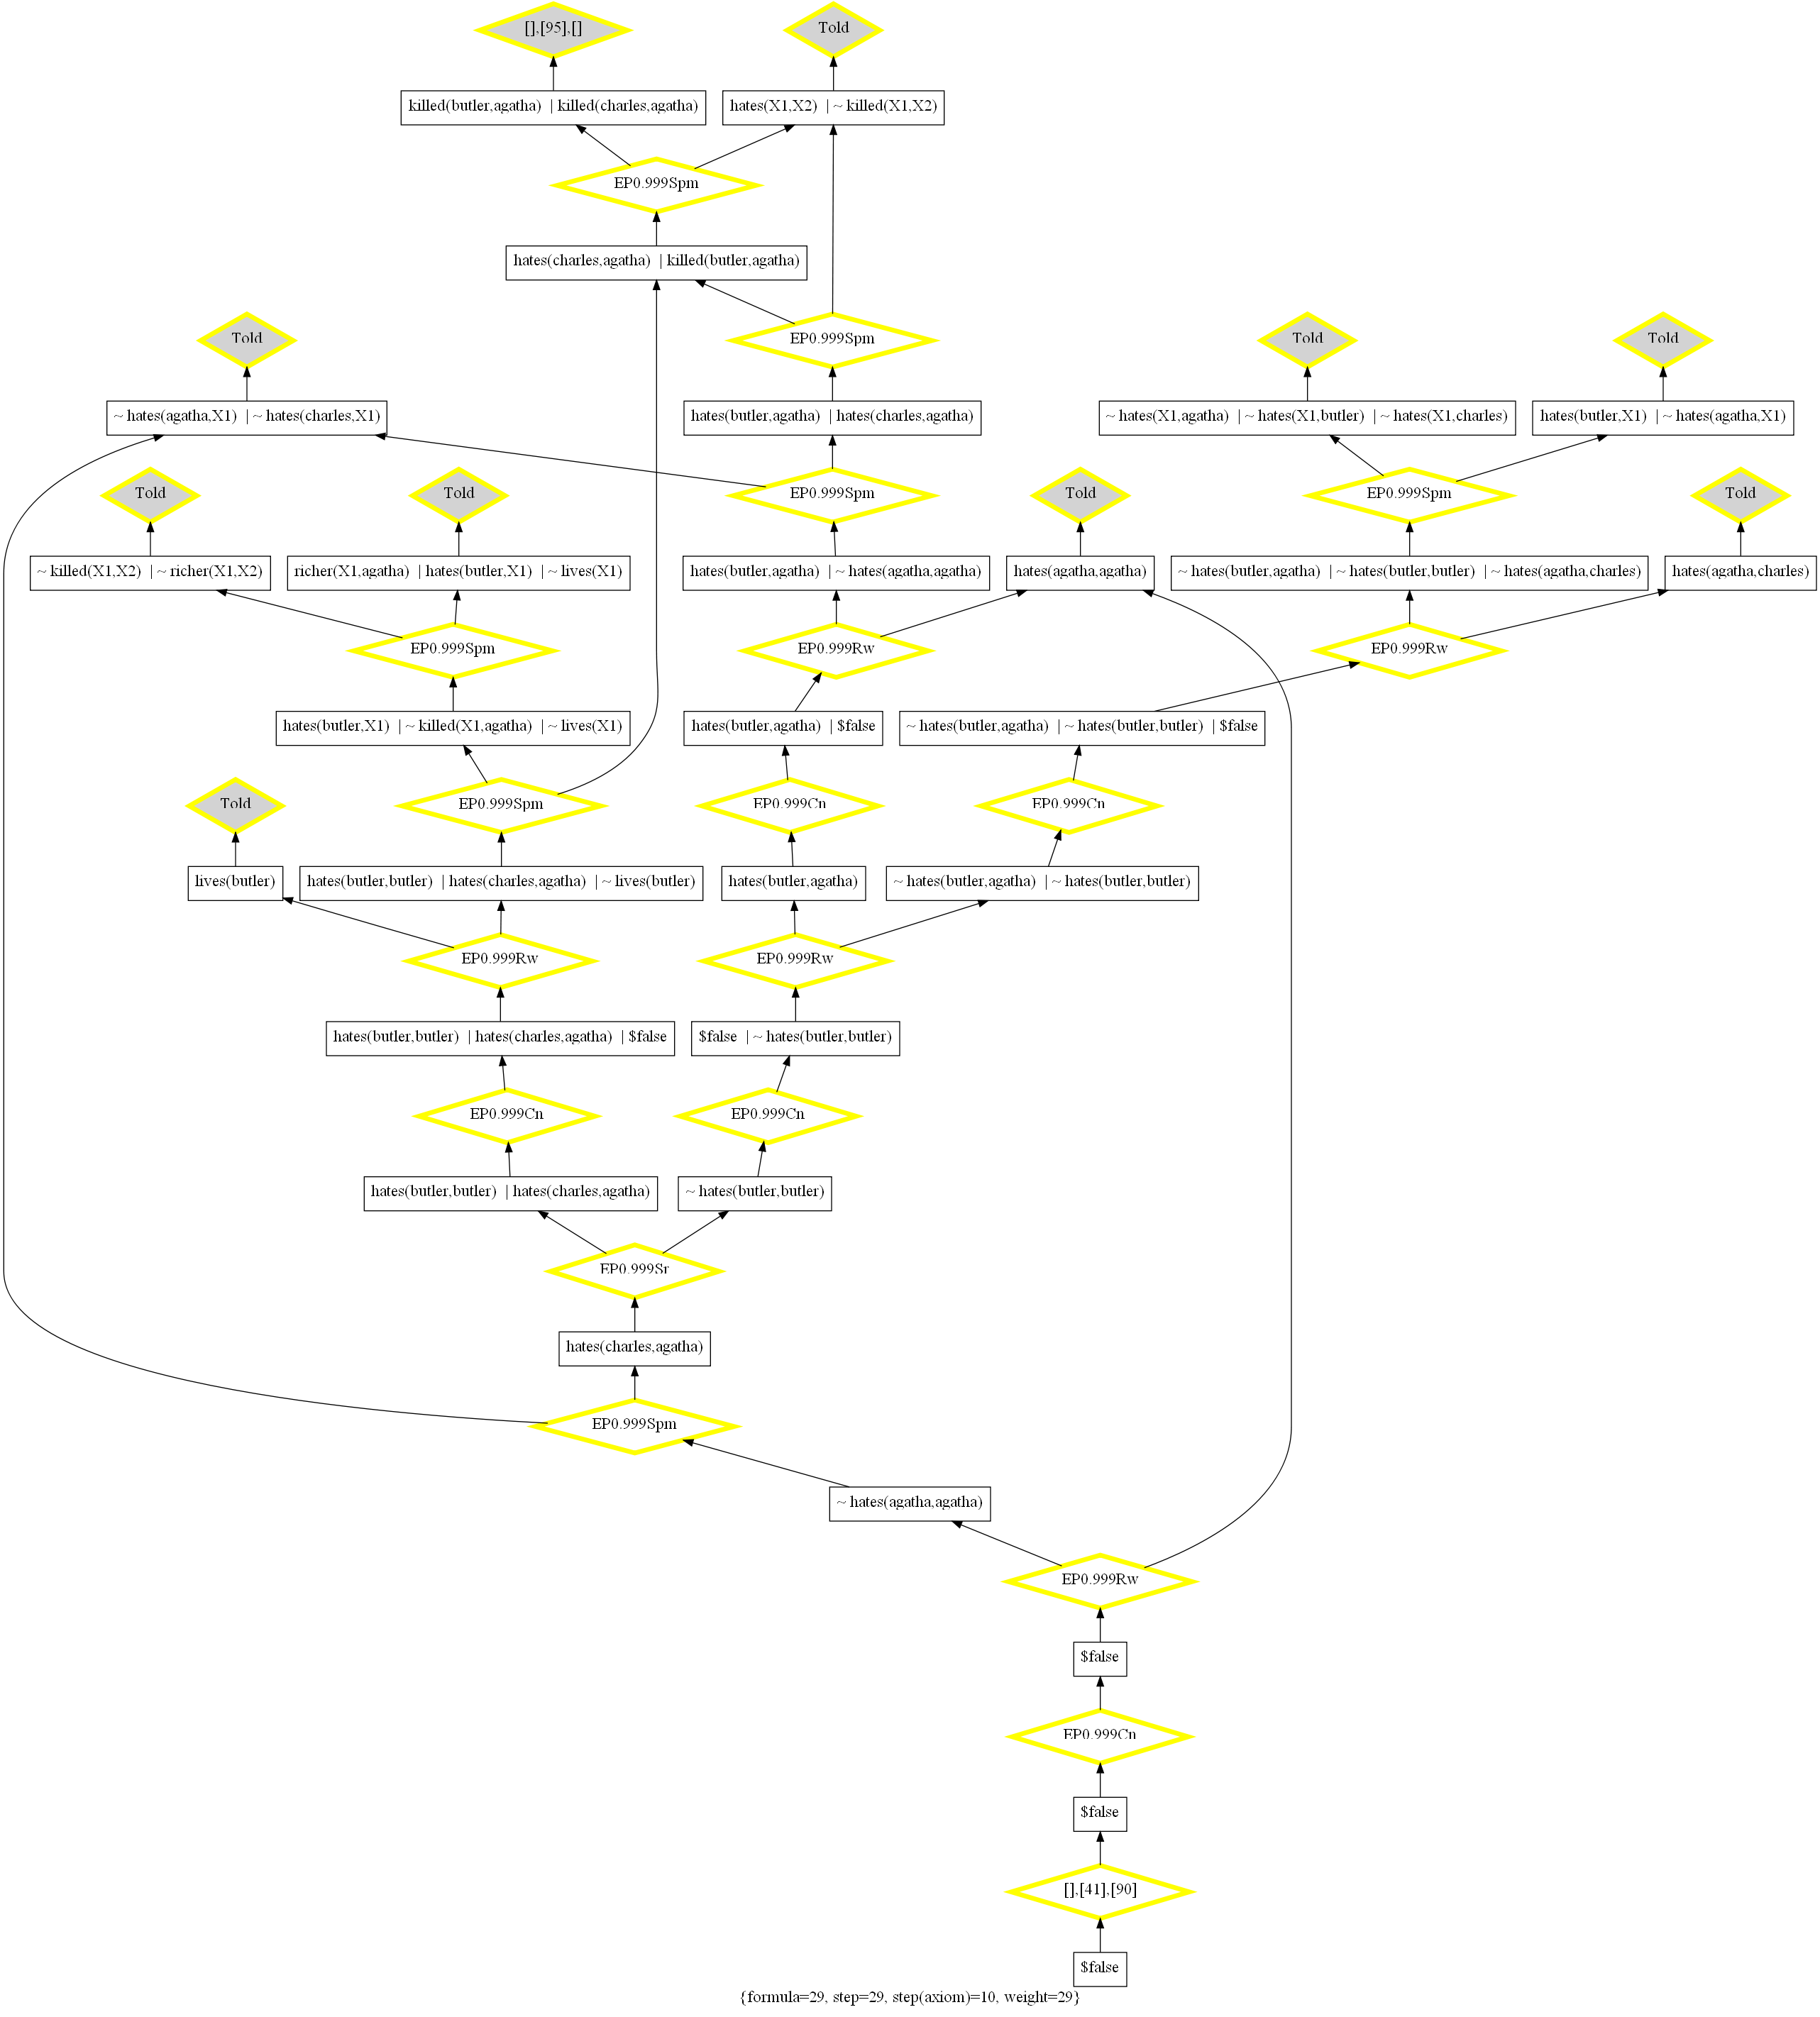 [],[95],[]
Told
killed(butler,agatha) | killed(charles,agatha)
hates(X1,X2) | ~ killed(X1,X2)
EP0.999Spm
hates(charles,agatha) | killed(butler,agatha)
Told
EP0.999Spm
Told
Told
~ hates(agatha,X1) | ~ hates(charles,X1)
hates(butler,agatha) | hates(charles,agatha)
~ hates(X1,agatha) | ~ hates(X1,butler) | ~ hates(X1,charles)
hates(butler,X1) | ~ hates(agatha,X1)
Told
Told
EP0.999Spm
Told
EP0.999Spm
Told
~ killed(X1,X2) | ~ richer(X1,X2)
richer(X1,agatha) | hates(butler,X1) | ~ lives(X1)
hates(butler,agatha) | ~ hates(agatha,agatha)
hates(agatha,agatha)
~ hates(butler,agatha) | ~ hates(butler,butler) | ~ hates(agatha,charles)
hates(agatha,charles)
EP0.999Spm
EP0.999Rw
EP0.999Rw
hates(butler,X1) | ~ killed(X1,agatha) | ~ lives(X1)
hates(butler,agatha) | $false
~ hates(butler,agatha) | ~ hates(butler,butler) | $false
Told
EP0.999Spm
EP0.999Cn
EP0.999Cn
lives(butler)
hates(butler,butler) | hates(charles,agatha) | ~ lives(butler)
hates(butler,agatha)
~ hates(butler,agatha) | ~ hates(butler,butler)
EP0.999Rw
EP0.999Rw
hates(butler,butler) | hates(charles,agatha) | $false
$false | ~ hates(butler,butler)
EP0.999Cn
EP0.999Cn
hates(butler,butler) | hates(charles,agatha)
~ hates(butler,butler)
EP0.999Sr
hates(charles,agatha)
EP0.999Spm
~ hates(agatha,agatha)
EP0.999Rw
$false
EP0.999Cn
$false
[],[41],[90]
$false
{formula=29, step=29, step(axiom)=10, weight=29}